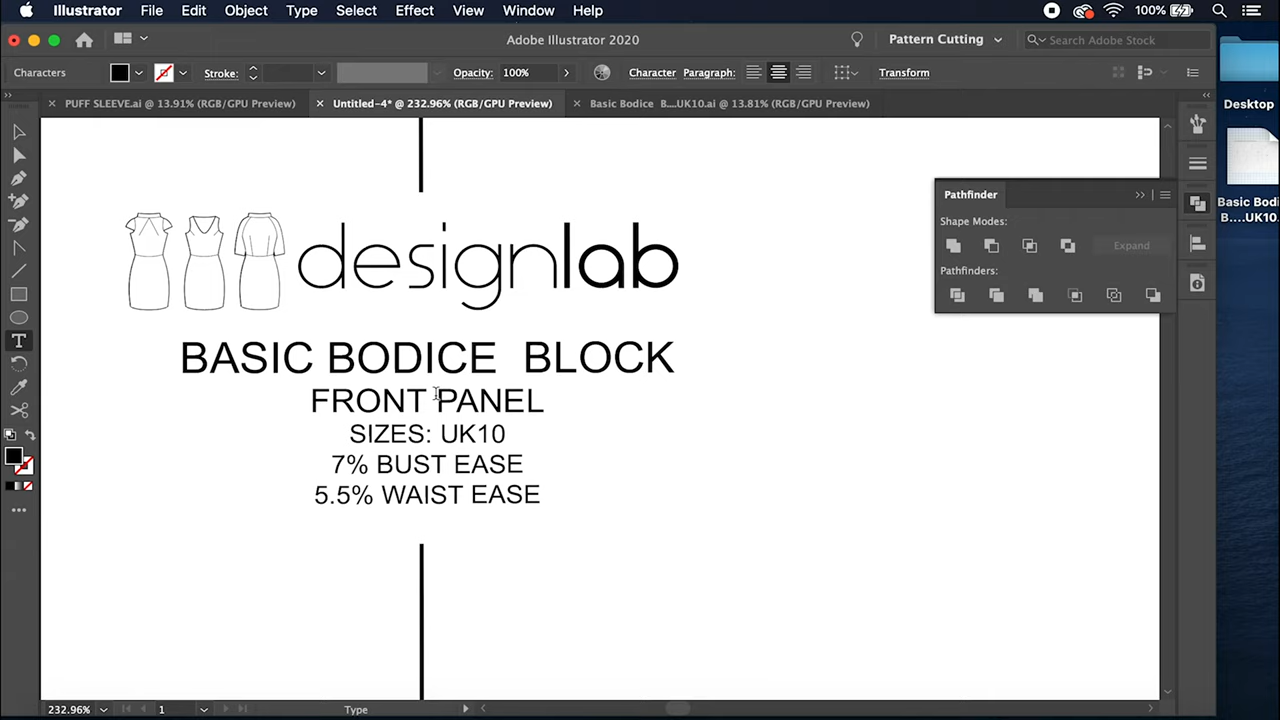 Illustrator File Edit Object Type Select Effect View Window Help 100%
Adobe Illustrator 2020 Pattern Cutting Search Adobe Stock
Characters Stroke: Opacity: 100% Character Paragraph: Transform
PUFF SLEEVE.ai @ 13.91% (RGB/GPU Preview) Untitled-4* @ 232.96% (RGB/GPU Preview) Basic Bodice B....UK10.ai @ 13.81% (RGB/GPU Preview)
Desktop
Pathfinder
Shape Modes:
Expand
Pathfinders:
Basic Bodi
B....UK10.
designlab
BASIC BODICE BLOCK
FRONT PANEL
SIZES: UK10
7% BUST EASE
5.5% WAIST EASE
232.96% 1 Type